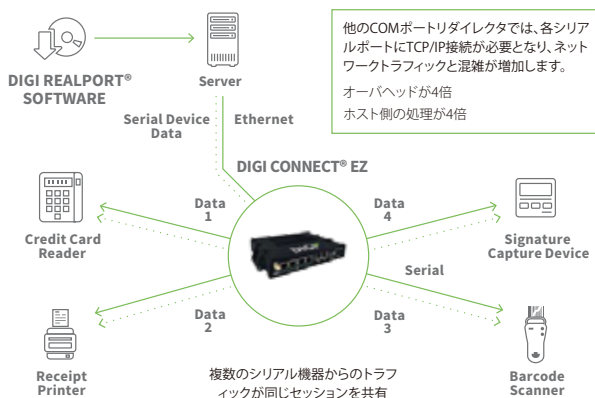 他のCOMポートリダイレクタでは、各シリア
ルポートにTCP/IP接続が必要となり、ネット
ワークトラフィックと混雑が増加します。
オーバヘッドが4倍
ホスト側の処理が4倍
DIGI REALPORT®
SOFTWARE
Server
Serial Device
Data
Ethernet
DIGI CONNECT® EZ
Credit Card
Reader
Data
1
Data
4
Signature
Capture Device
Serial
Receipt
Printer
Data
2
Data
3
Barcode
Scanner
複数のシリアル機器からのトラフ
ィックが同じセッションを共有